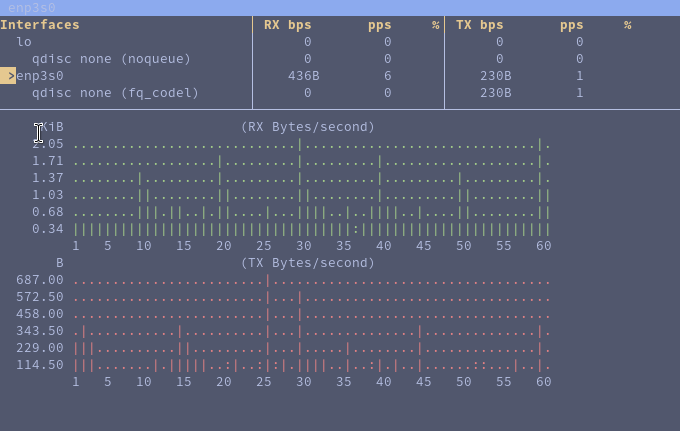 enp3s0
Interfaces RX bps pps % TX bps pps %
lo 0 0 0 0
qdisc none (noqueue) 0 0 0 0
>enp3s0 436B 6 230B 1
qdisc none (fq_codel) 0 0 230B 1
KiB (RX Bytes/second)
2.05 ............................|.............................|.
1.71 ..................|.........|.........|...................|.
1.37 ........|.........|.........|.........|.........|.........|.
1.03 ........||........||........||........|.........||........||
0.68 ........|||.||..|.||....|...||||..|..||||..|....||........||
0.34 |||||||||||||||||||||||||||||||||||:||||||||||||||||||||||||
1 5 10 15 20 25 30 35 40 45 50 55 60
B (TX Bytes/second)
687.00 ........................|...................................
572.50 ........................|...|...............................
458.00 ........................|...|...............................
343.50 .|...........|..........|...|..............|..............|.
229.00 |||..........||.........|...|.....|........|..............|.
114.50
1 5 10 15 20 25 30 35 40 45 50 55 60